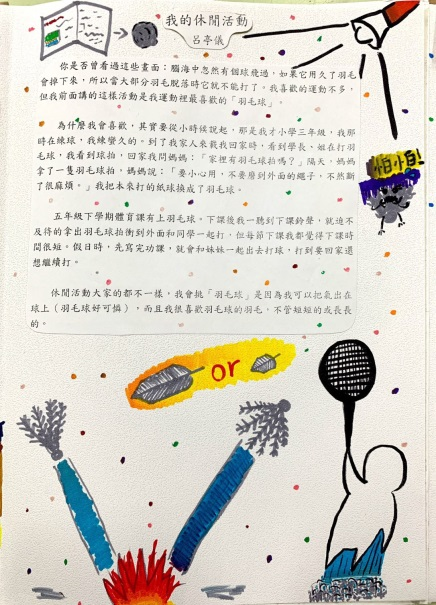 我的休閒活動
呂亭儀
你是否曾看過這些畫面：腦海中忽然有個球飛過，如果它用久了羽毛
會掉下來，所以當大部分羽毛脫落時它就不能打了。我喜歡的運動不多，
但我前面講的這樣活動是我運動裡最喜歡的「羽毛球」。
為什麼我會喜歡，其實要從小時候說起，那是我才小學三年級，我那
時在練球，我練蠻久的。到了我家人來載我回家時，看到學長、姐在打羽
毛球，我看到球拍，回家我問媽媽：「家裡有羽毛球拍嗎？」隔天，媽媽
拿了一隻羽毛球拍，媽媽說：「要小心用，不要磨到外面的繩子，不然斷
了很麻煩。」我把本來打的紙球換成了羽毛球。
五年級下學期體育課有上羽毛球。下課後我一聽到下課鈴聲，就迫不
及待的拿出羽毛球拍衝到外面和同學一起打，但每節下課我都覺得下課時
間很短。假日時，先寫完功課，就會和妹妹一起出去打球，打到要回家還
想繼續打。
休閒活動大家的都不一樣，我會挑「羽毛球」是因為我可以把氣出在
球上（羽毛球好可憐），而且我很喜歡羽毛球的羽毛，不管短短的或長長
的。
怕怕!
or